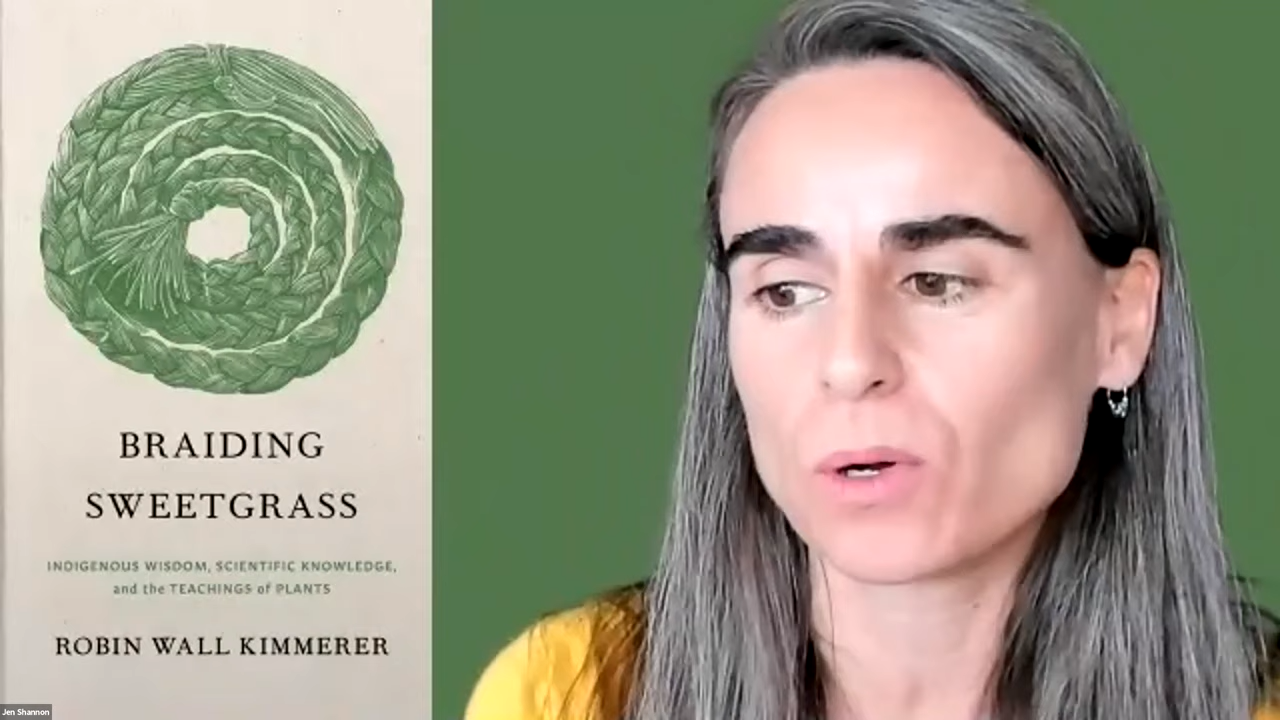 BRAIDING
SWEETGRASS
INDIGENOUS WISDOM, SCIENTIFIC KNOWLEDGE,
and the TEACHINGS of PLANTS
ROBIN WALL KIMMERER
Jen Shannon